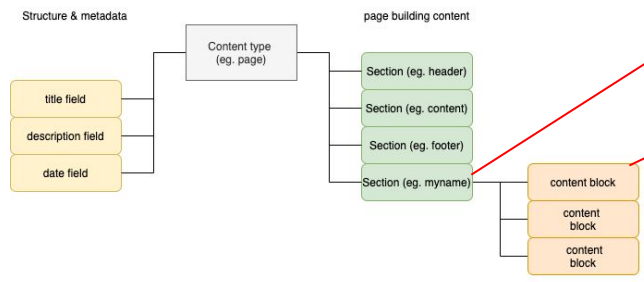 Structure & metadata
page building content
Content type
(eg. page)
title field
description field
date field
Section (eg. header)
Section (eg. content)
Section (eg. footer)
Section (eg. myname)
content block
content
block
content
block